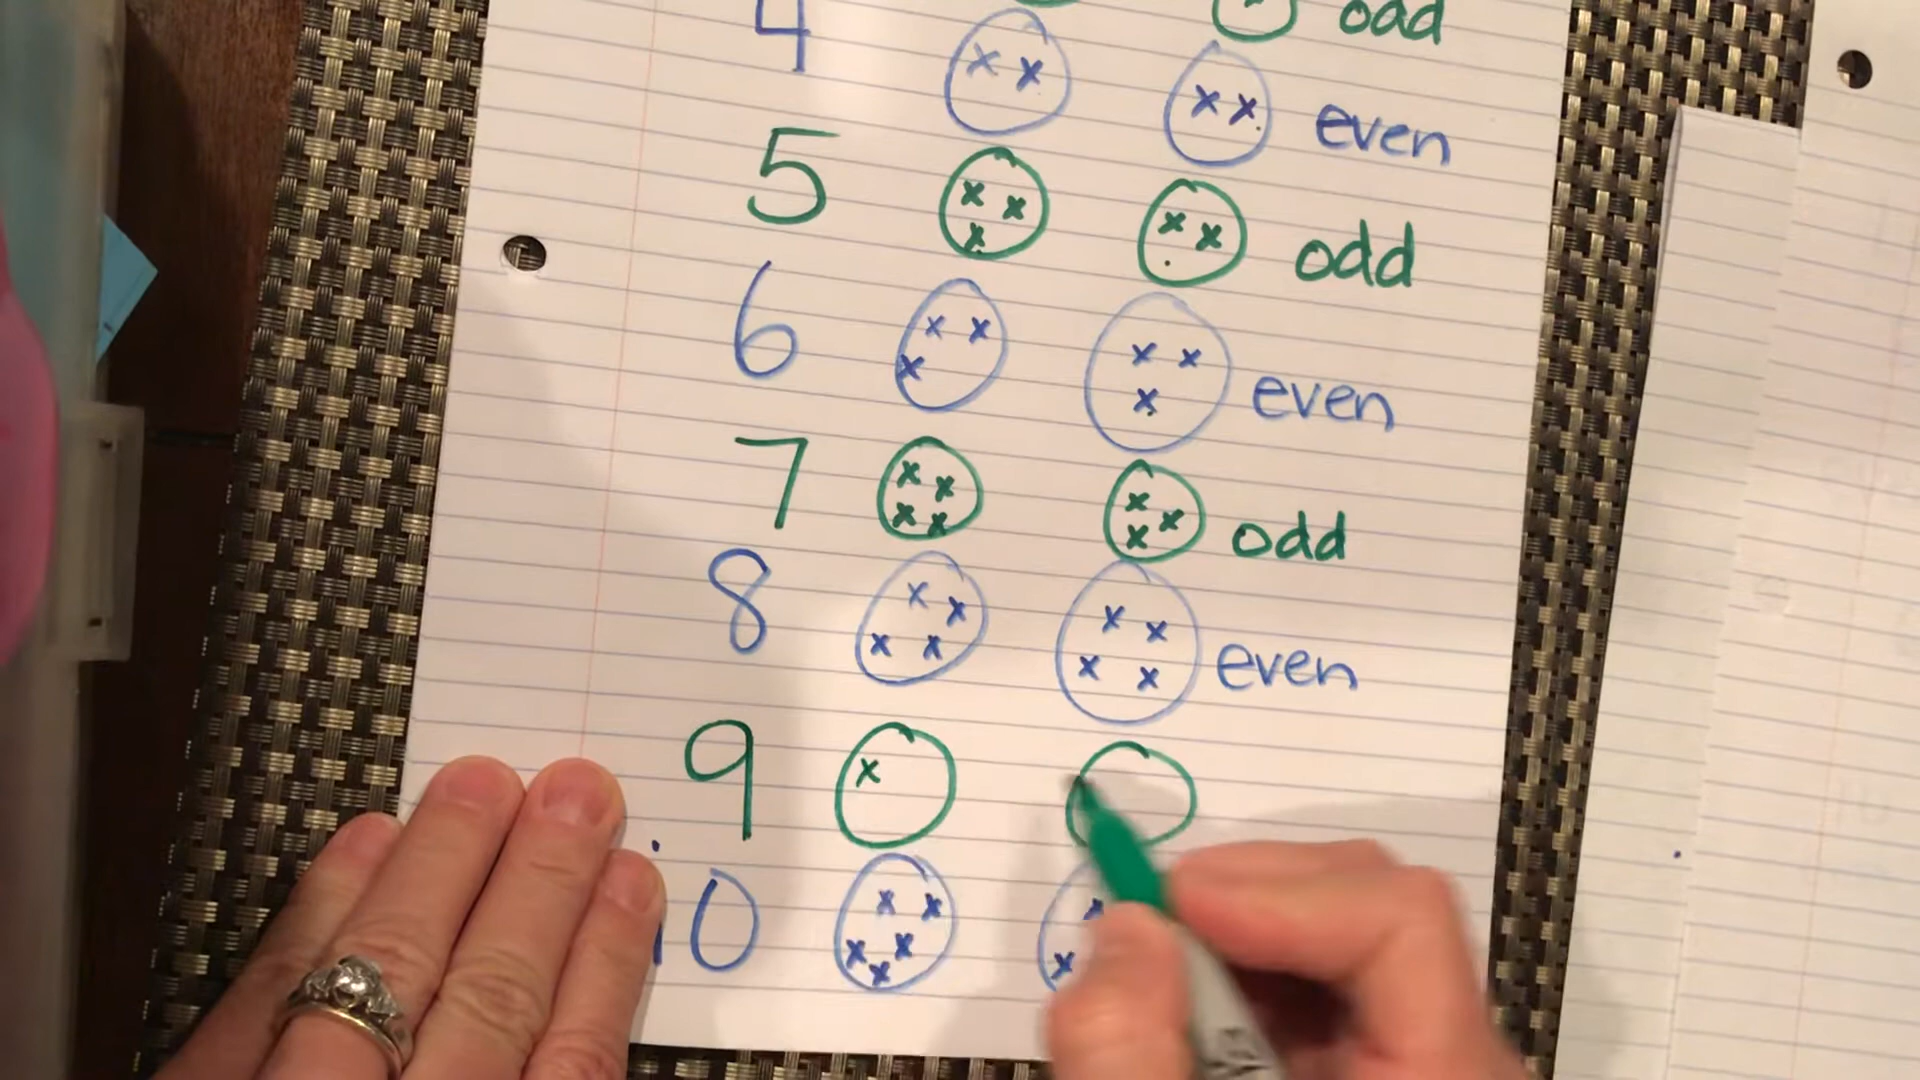 odd
4 x x x x even
5 x x x x x odd
6 x x x x x x even
7 x x x x x x x odd
8 x x x x x x x x even
9 x
10 x x x x x x x